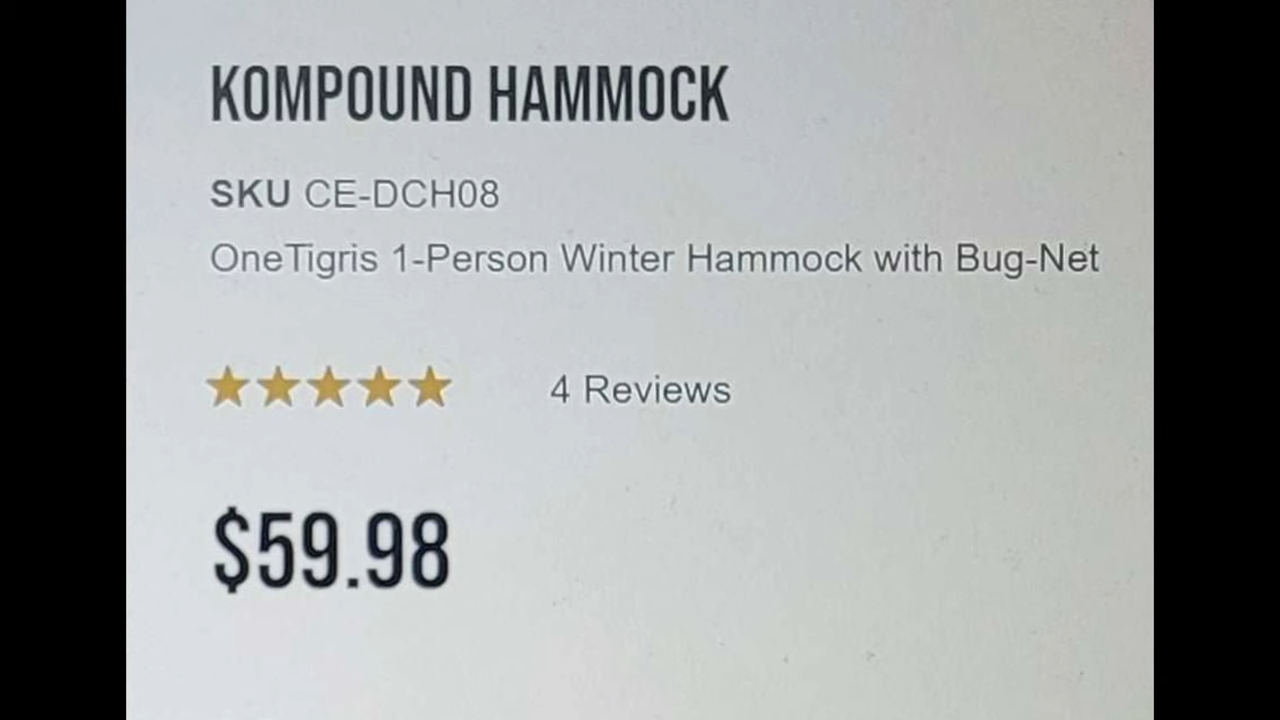 KOMPOUND HAMMOCK
SKU CE-DCH08
OneTigris 1-Person Winter Hammock with Bug-Net
4 Reviews
$59.98